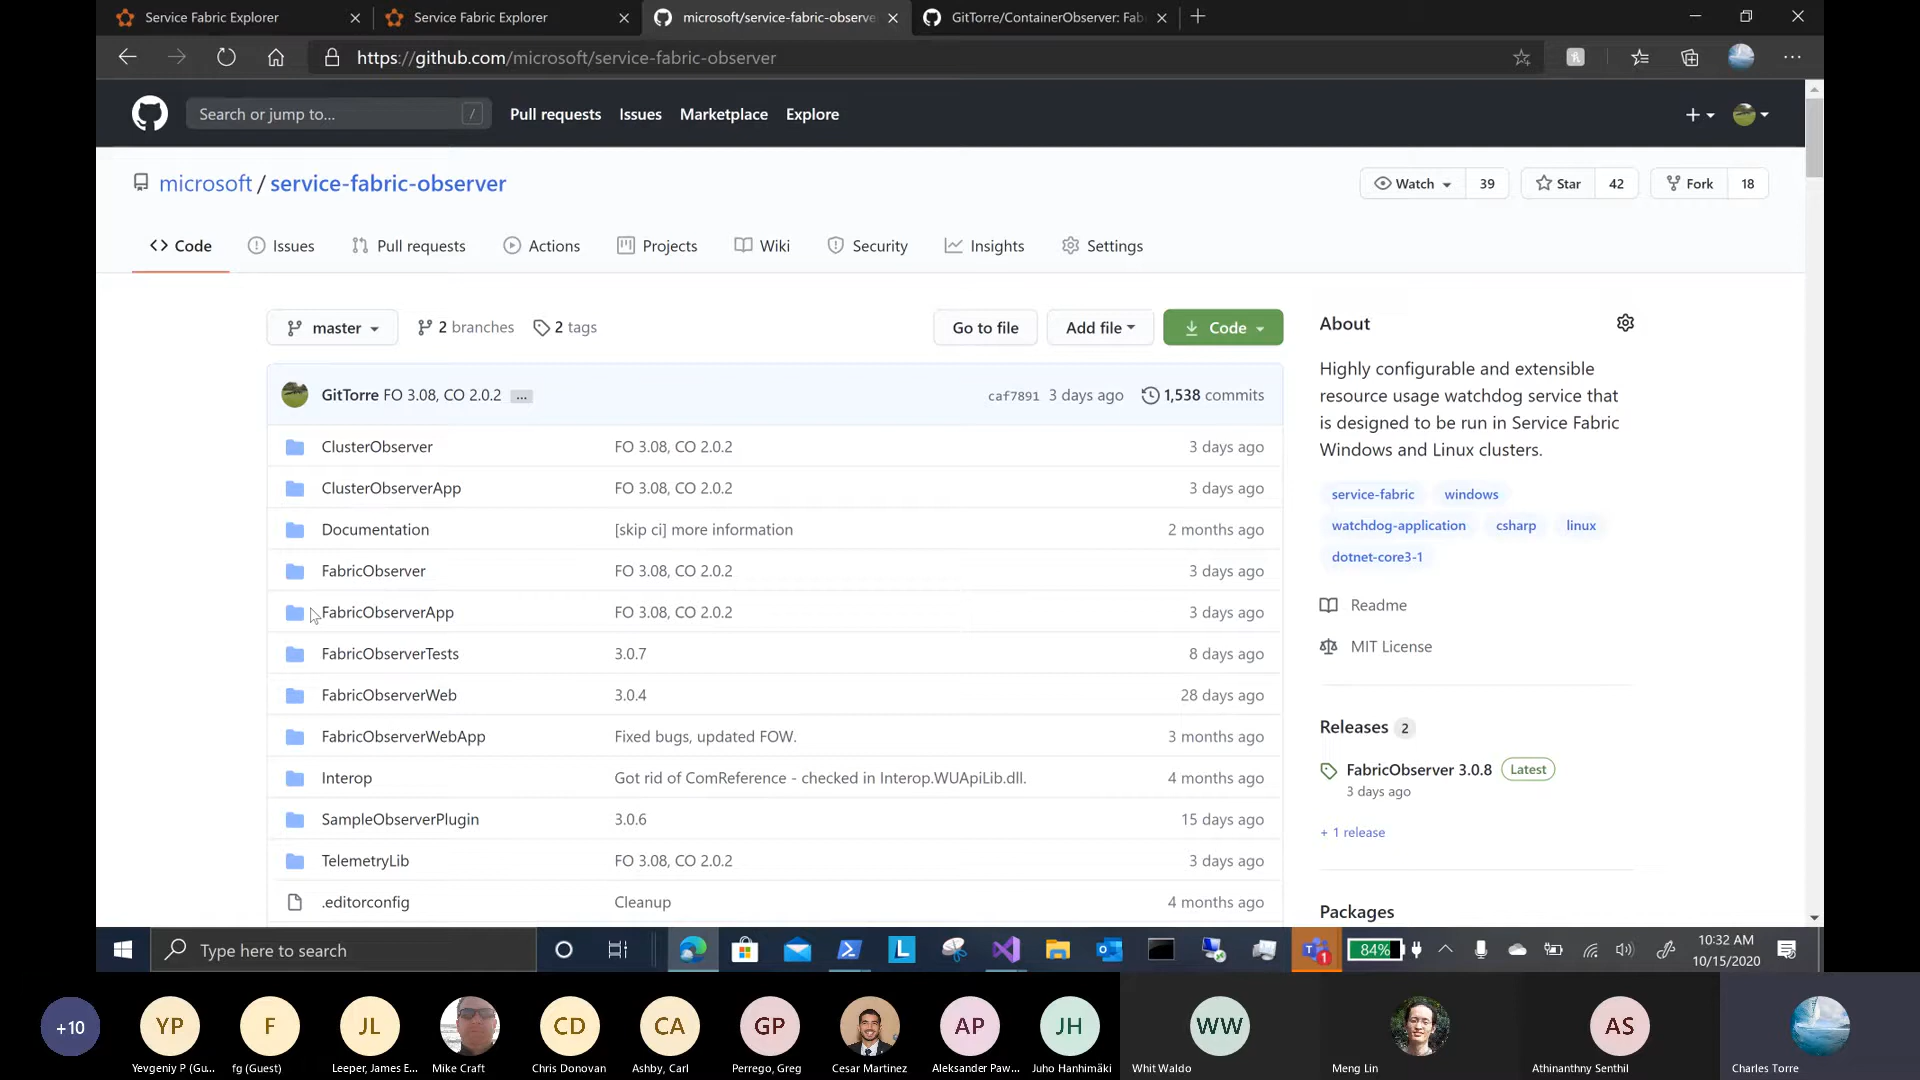 Service Fabric Explorer
Service Fabric Explorer
microsoft/service-fabric-observe
GitTorre/ContainerObserver: Fab
https://github.com/microsoft/service-fabric-observer
Search or jump to...
/
Pull requests
Issues
Marketplace
Explore
microsoft / service-fabric-observer
Watch
39
Star
42
Fork
18
Code
Issues
Pull requests
Actions
Projects
Wiki
Security
Insights
Settings
master
2 branches
2 tags
Go to file
Add file
Code
GitTorre FO 3.08, CO 2.0.2 ...
caf7891 3 days ago
1,538 commits
ClusterObserver FO 3.08, CO 2.0.2 3 days ago
ClusterObserverApp FO 3.08, CO 2.0.2 3 days ago
Documentation [skip ci] more information 2 months ago
FabricObserver FO 3.08, CO 2.0.2 3 days ago
FabricObserverApp FO 3.08, CO 2.0.2 3 days ago
FabricObserverTests 3.0.7 8 days ago
FabricObserverWeb 3.0.4 28 days ago
FabricObserverWebApp Fixed bugs, updated FOW. 3 months ago
Interop Got rid of ComReference - checked in Interop.WUApiLib.dll. 4 months ago
SampleObserverPlugin 3.0.6 15 days ago
TelemetryLib FO 3.08, CO 2.0.2 3 days ago
.editorconfig Cleanup 4 months ago
About
Highly configurable and extensible
resource usage watchdog service that
is designed to be run in Service Fabric
Windows and Linux clusters.
service-fabric windows
watchdog-application csharp linux
dotnet-core3-1
Readme
MIT License
Releases 2
FabricObserver 3.0.8 Latest
3 days ago
+ 1 release
Packages
Type here to search
L
1
84%
10:32 AM
10/15/2020
+10
YP
F
JL
CD
CA
GP
AP
JH
WW
AS
Yevgeniy P (Gu...
fg (Guest)
Leeper, James E...
Mike Craft
Chris Donovan
Ashby, Carl
Perrego, Greg
Cesar Martinez
Aleksander Paw...
Juho Hanhimäki
Whit Waldo
Meng Lin
Athinanthny Senthil
Charles Torre